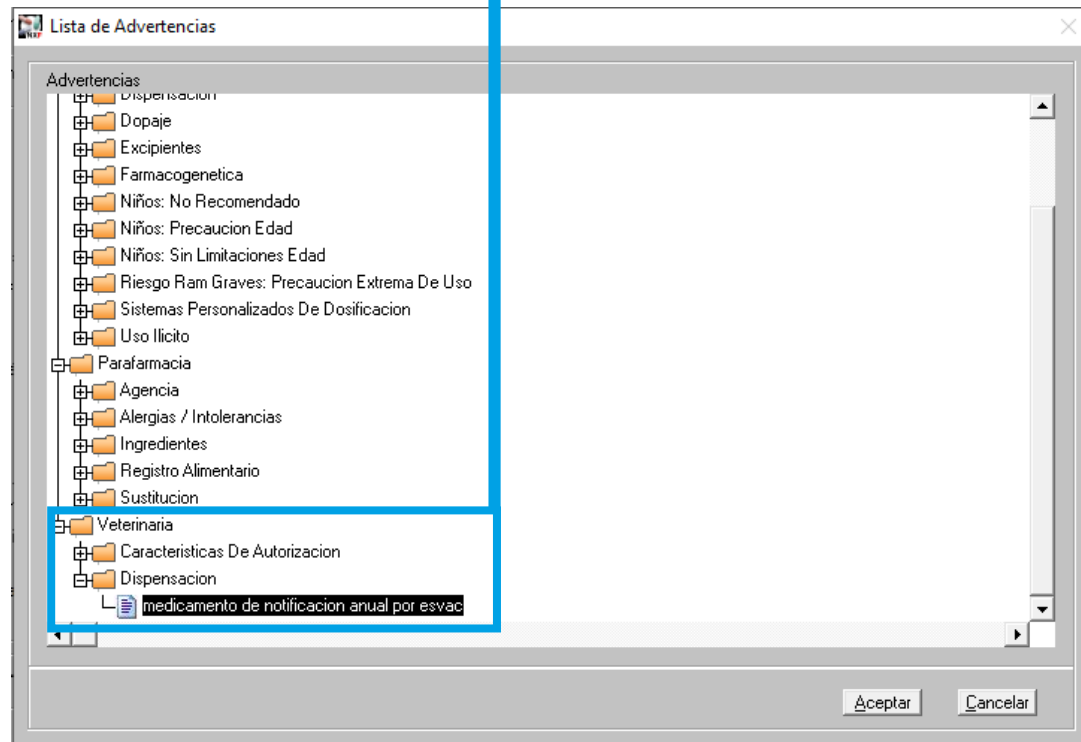 Lista de Advertencias
Advertencias
Dispensacion
Dopaje
Excipientes
Farmacogenetica
Niños: No Recomendado
Niños: Precaucion Edad
Niños: Sin Limitaciones Edad
Riesgo Ram Graves: Precaucion Extrema De Uso
Sistemas Personalizados De Dosificacion
Uso Ilicito
Parafarmacia
Agencia
Alergias / Intolerancias
Ingredientes
Registro Alimentario
Sustitucion
Veterinaria
Caracteristicas De Autorizacion
Dispensacion
medicamento de notificacion anual por esvac
Aceptar Cancelar